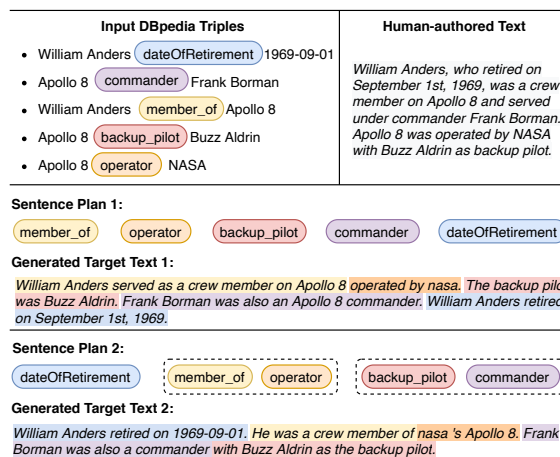 Input DBpedia Triples
Human-authored Text
• William Anders dateOfRetirement 1969-09-01
• Apollo 8 commander Frank Borman
• William Anders member_of Apollo 8
• Apollo 8 backup_pilot Buzz Aldrin
• Apollo 8 operator NASA
William Anders, who retired on
September 1st, 1969, was a crew
member on Apollo 8 and served
under commander Frank Borman.
Apollo 8 was operated by NASA
with Buzz Aldrin as backup pilot.
Sentence Plan 1:
member_of operator backup_pilot commander dateOfRetirement
Generated Target Text 1:
William Anders served as a crew member on Apollo 8 operated by nasa. The backup
was Buzz Aldrin. Frank Borman was also an Apollo 8 commander. William Anders retired
on September 1st, 1969.
Sentence Plan 2:
dateOfRetirement member_of operator backup_pilot commander
Generated Target Text 2:
William Anders retired on 1969-09-01. He was a crew member of nasa 's Apollo 8. Frank
Borman was also a commander with Buzz Aldrin as the backup pilot.